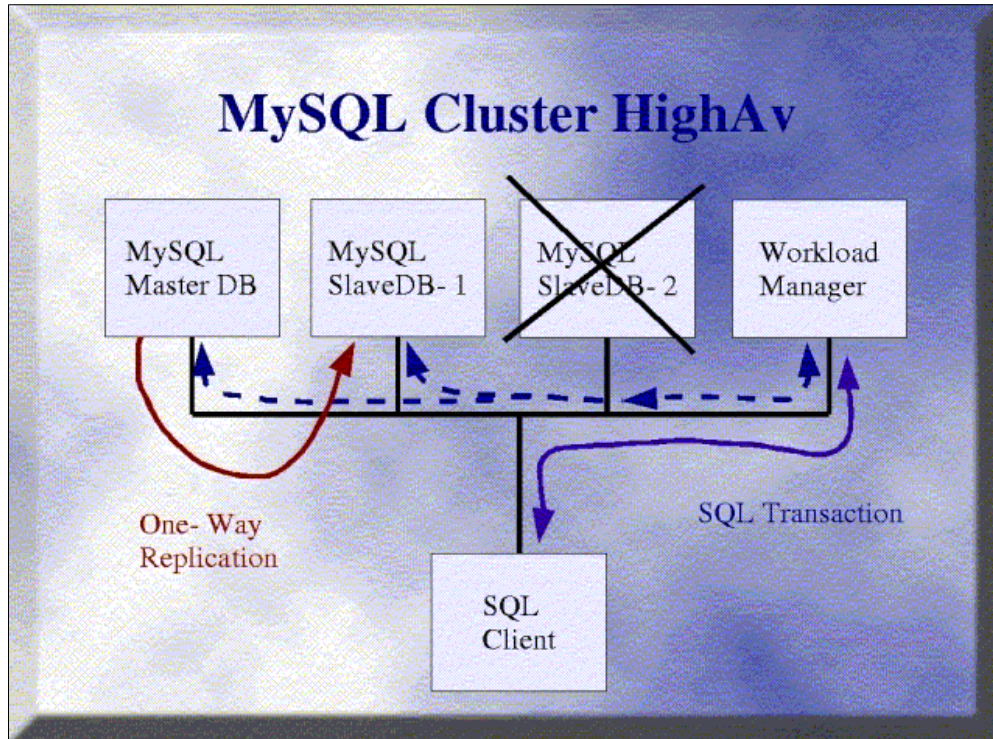 MySQL Cluster HighAv
MySQL
Master DB
MySQL
SlaveDB- 1
MySQL
SlaveDB- 2
Workload
Manager
One- Way
Replication
SQL Transaction
SQL
Client